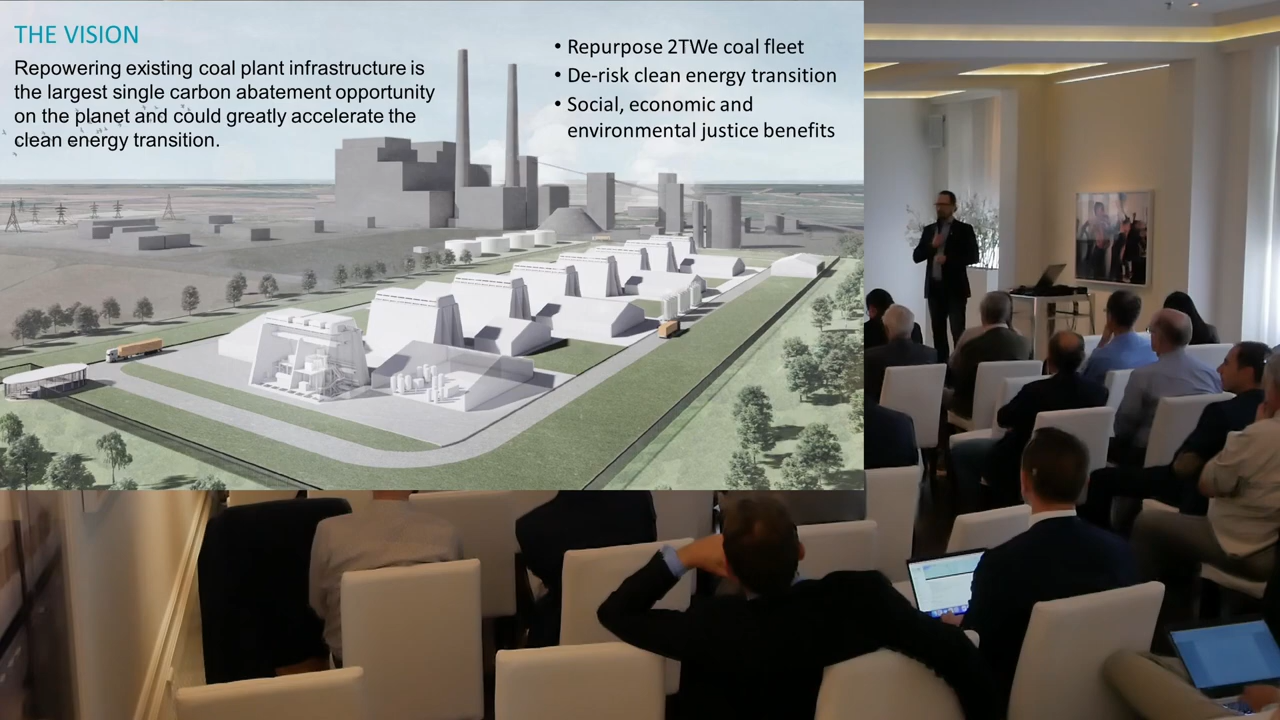 THE VISION
Repowering existing coal plant infrastructure is
the largest single carbon abatement opportunity
on the planet and could greatly accelerate the
clean energy transition.
• Repurpose 2TWe coal fleet
• De-risk clean energy transition
• Social, economic and
environmental justice benefits